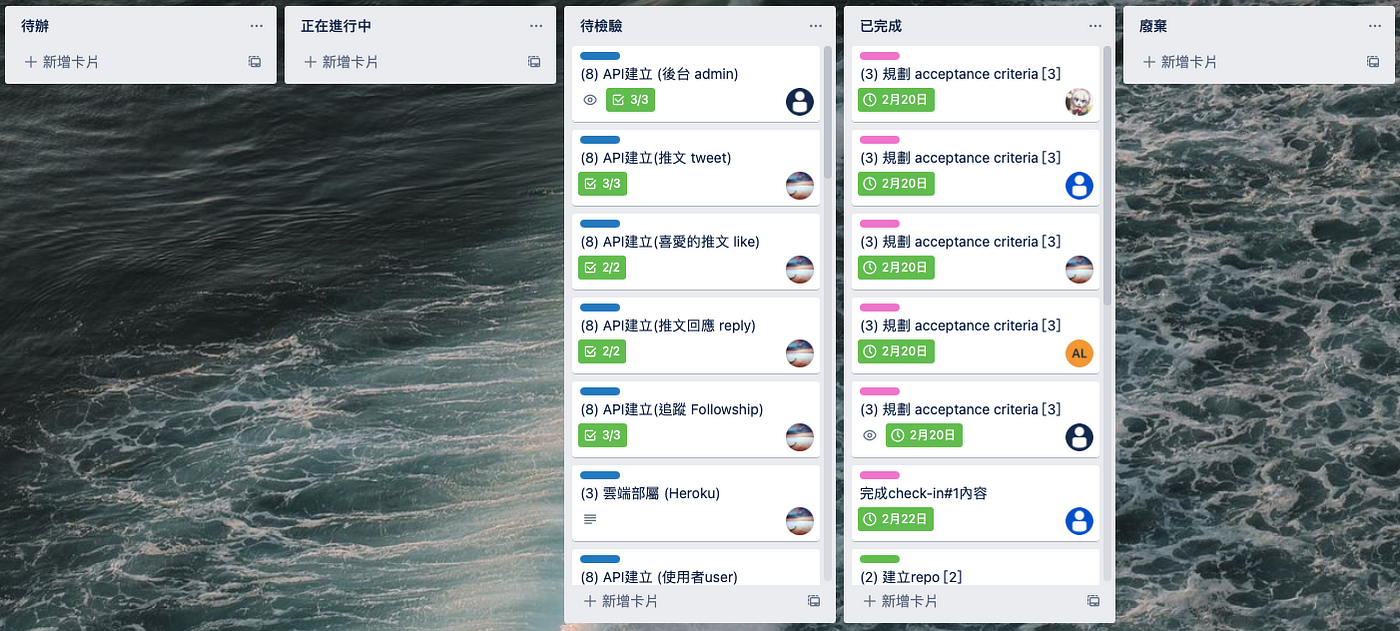 待辦
新增卡片
正在進行中
新增卡片
待檢驗
(8) API建立 (後台 admin)
3/3
(8) API建立(推文 tweet)
3/3
(8) API建立(喜愛的推文 like)
2/2
(8) API建立(推文回應 reply)
2/2
(8) API建立(追蹤 Followship)
3/3
(3) 雲端部屬 (Heroku)
(8) API建立 (使用者user)
新增卡片
已完成
(3) 規劃 acceptance criteria [3]
2月20日
(3) 規劃 acceptance criteria [3]
2月20日
(3) 規劃 acceptance criteria [3]
2月20日
(3) 規劃 acceptance criteria [3]
2月20日
AL
(3) 規劃 acceptance criteria [3]
2月20日
完成check-in#1內容
2月22日
(2) 建立repo [2]
新增卡片
廢棄
新增卡片